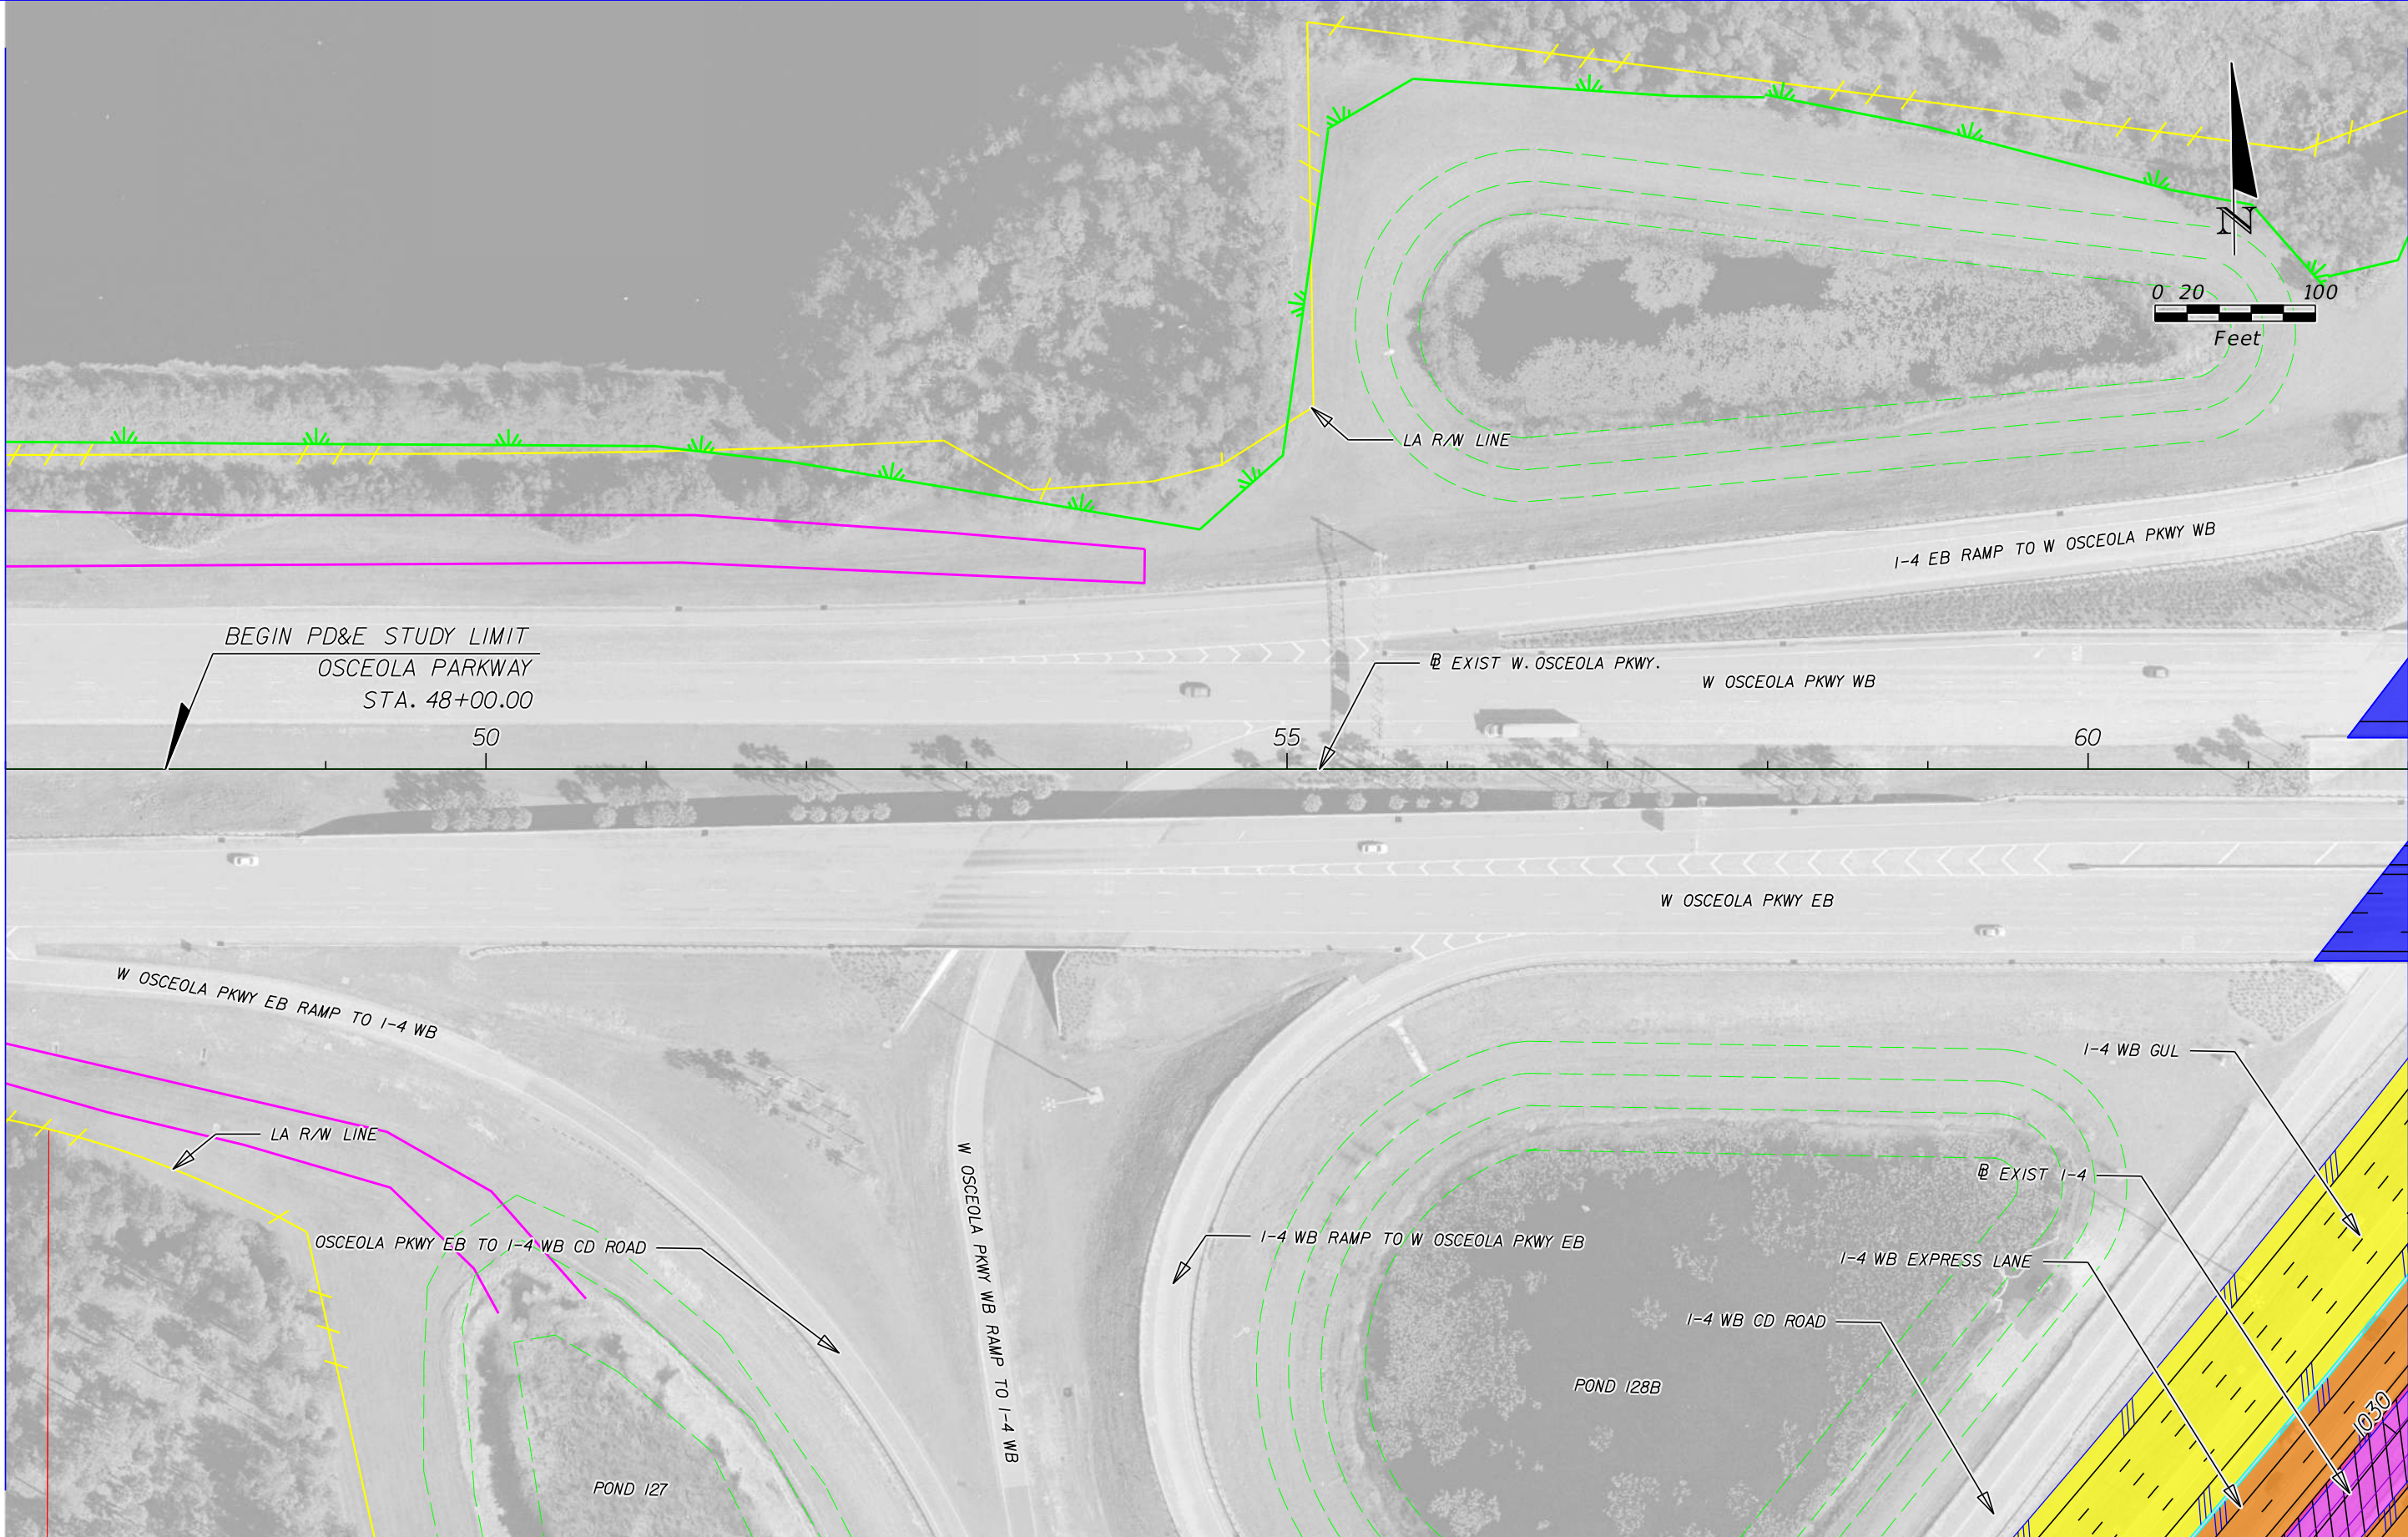 N
0 20 100
Feet
LA R/W LINE
I-4 EB RAMP TO W OSCEOLA PKWY WB
BEGIN PD&E STUDY LIMIT
OSCEOLA PARKWAY
STA. 48+00.00
BL EXIST W. OSCEOLA PKWY.
W OSCEOLA PKWY WB
50
55
60
W OSCEOLA PKWY EB
W OSCEOLA PKWY EB RAMP TO I-4 WB
I-4 WB GUL
LA R/W LINE
BL EXIST I-4
OSCEOLA PKWY EB TO I-4 WB CD ROAD
W OSCEOLA PKWY WB RAMP TO I-4 WB
I-4 WB RAMP TO W OSCEOLA PKWY EB
I-4 WB EXPRESS LANE
I-4 WB CD ROAD
POND 128B
1030
POND 127